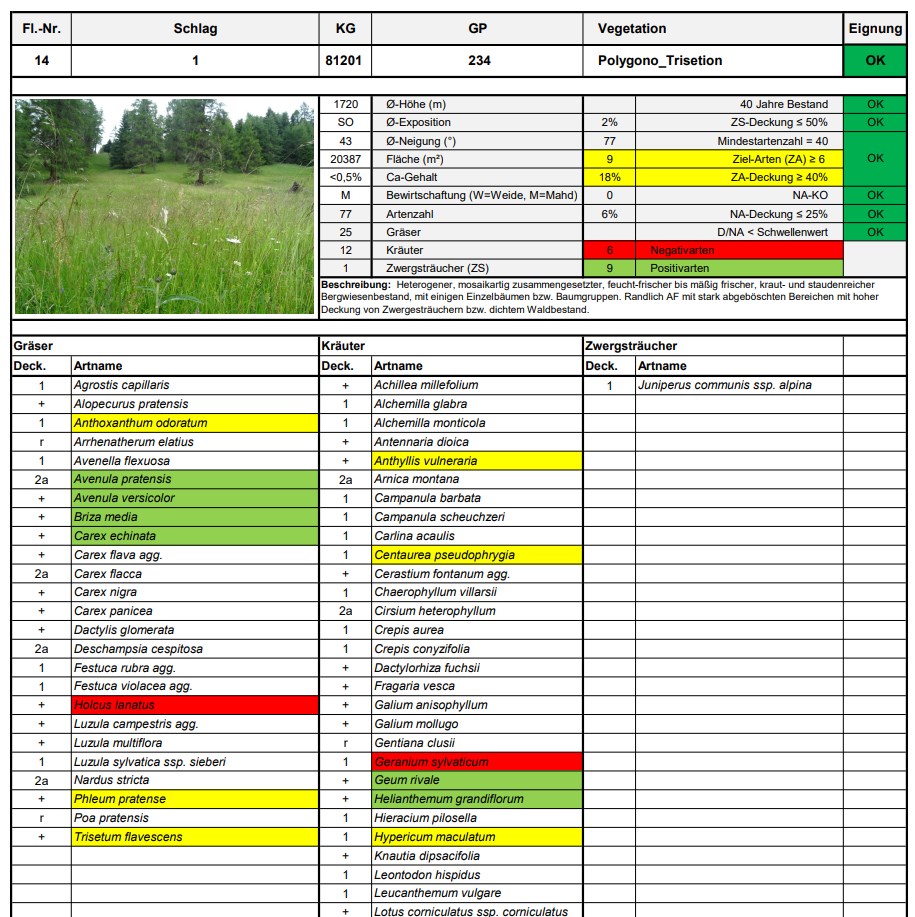 Fl.-Nr. Schlag KG GP Vegetation Eignung
14 1 81201 234 Polygono_Trisetion OK
1720 Ø-Höhe (m) 40 Jahre Bestand OK
SO Ø-Exposition 2% ZS-Deckung ≤ 50% OK
43 Ø-Neigung (°) 77 Mindestartenzahl = 40
20387 Fläche (m²) 9 Ziel-Arten (ZA) ≥ 6 OK
<0,5% Ca-Gehalt 18% ZA-Deckung ≥ 40%
M Bewirtschaftung (W=Weide, M=Mahd) 0 NA-KO OK
77 Artenzahl 6% NA-Deckung ≤ 25% OK
25 Gräser D/NA < Schwellenwert OK
12 Kräuter 6 Negativarten
1 Zwergsträucher (ZS) 9 Positivarten
Beschreibung: Heterogener, mosaikartig zusammengesetzter, feucht-frischer bis mäßig frischer, kraut- und staudenreicher
Bergwiesenbestand, mit einigen Einzelbäumen bzw. Baumgruppen. Randlich AF mit stark abgeböschten Bereichen mit hoher
Deckung von Zwergesträuchern bzw. dichtem Waldbestand.
Gräser Kräuter Zwergsträucher
Deck. Artname Deck. Artname Deck. Artname
1 Agrostis capillaris + Achillea millefolium 1 Juniperus communis ssp. alpina
+ Alopecurus pratensis 1 Alchemilla glabra
1 Anthoxanthum odoratum 1 Alchemilla monticola
r Arrhenatherum elatius + Antennaria dioica
1 Avenella flexuosa + Anthyllis vulneraria
2a Avenula pratensis 2a Arnica montana
+ Avenula versicolor 1 Campanula barbata
+ Briza media 1 Campanula scheuchzeri
+ Carex echinata 1 Carlina acaulis
+ Carex flava agg. 1 Centaurea pseudophrygia
2a Carex flacca + Cerastium fontanum agg.
+ Carex nigra 1 Chaerophyllum villarsii
+ Carex panicea 2a Cirsium heterophyllum
+ Dactylis glomerata 1 Crepis aurea
2a Deschampsia cespitosa 1 Crepis conyzifolia
1 Festuca rubra agg. + Dactylorhiza fuchsii
1 Festuca violacea agg. + Fragaria vesca
+ Holcus lanatus + Galium anisophyllum
+ Luzula campestris agg. + Galium mollugo
+ Luzula multiflora r Gentiana clusii
1 Luzula sylvatica ssp. sieberi 1 Geranium sylvaticum
2a Nardus stricta + Geum rivale
+ Phleum pratense + Helianthemum grandiflorum
r Poa pratensis 1 Hieracium pilosella
+ Trisetum flavescens 1 Hypericum maculatum
+ Knautia dipsacifolia
1 Leontodon hispidus
1 Leucanthemum vulgare
+ Lotus corniculatus ssp. corniculatus